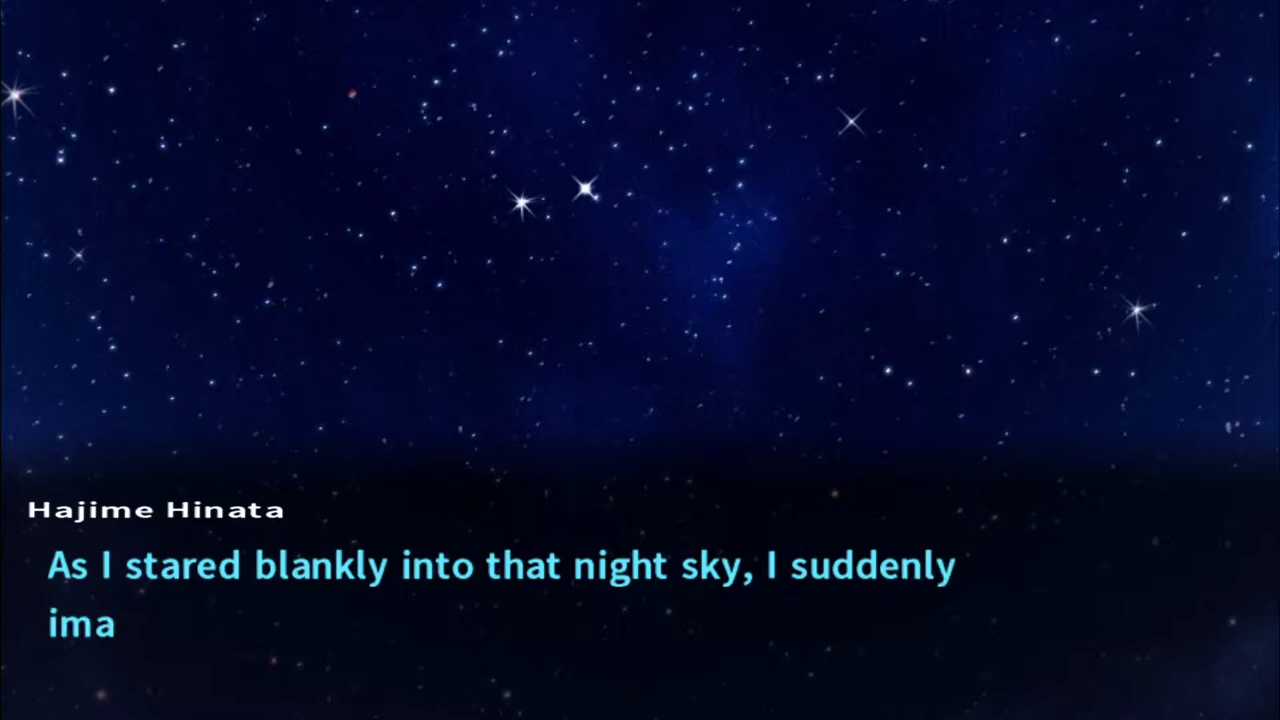 Hajime Hinata
As I stared blankly into that night sky, I suddenly
ima